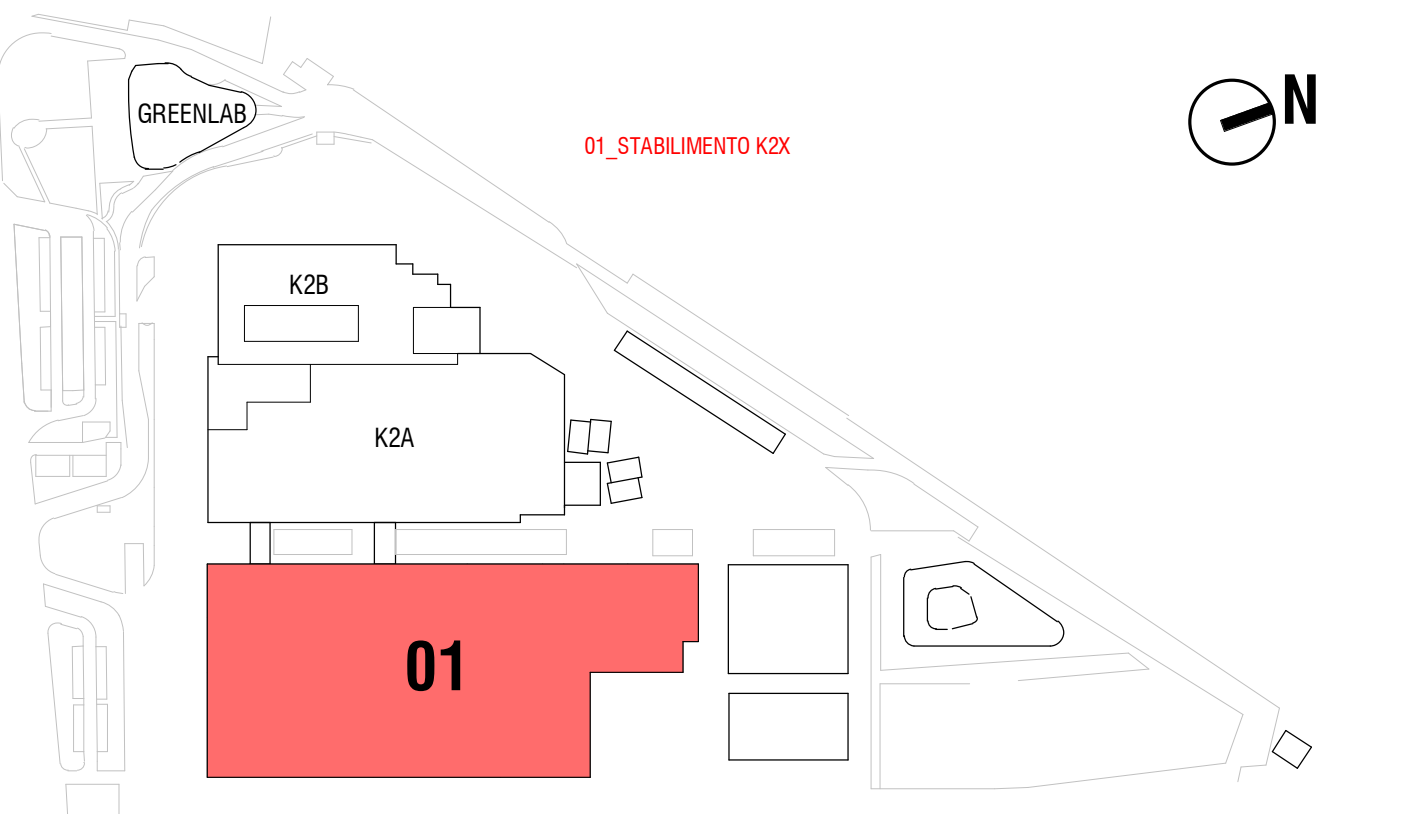 N
GREENLAB
01_STABILIMENTO K2X
K2B
K2A
01